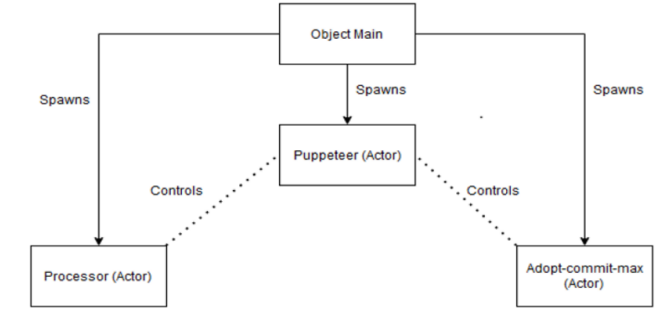 Object Main
Spawns
Spawns
Spawns
Puppeteer (Actor)
Controls
Controls
Processor (Actor)
Adopt-commit-max
(Actor)